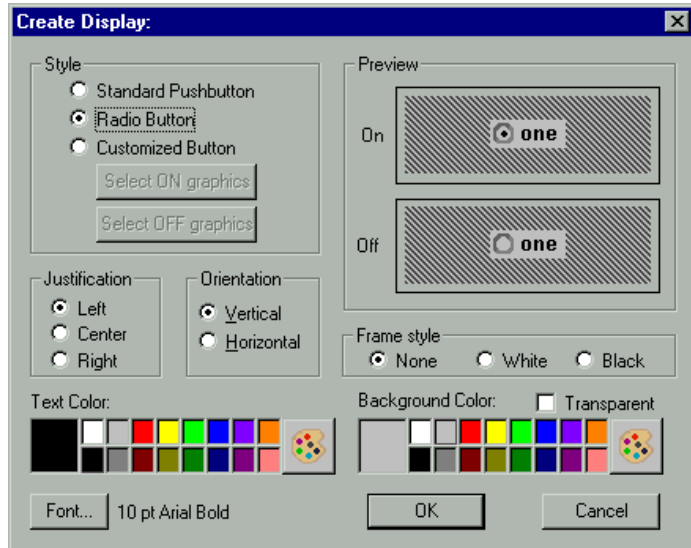 Create Display:
Style
Standard Pushbutton
Radio Button
Customized Button
Select ON graphics
Select OFF graphics
Preview
On
one
Off
one
Justification
Left
Center
Right
Orientation
Vertical
Horizontal
Frame style
None
White
Black
Text Color:
Background Color:
Transparent
Font...
10 pt Arial Bold
OK
Cancel